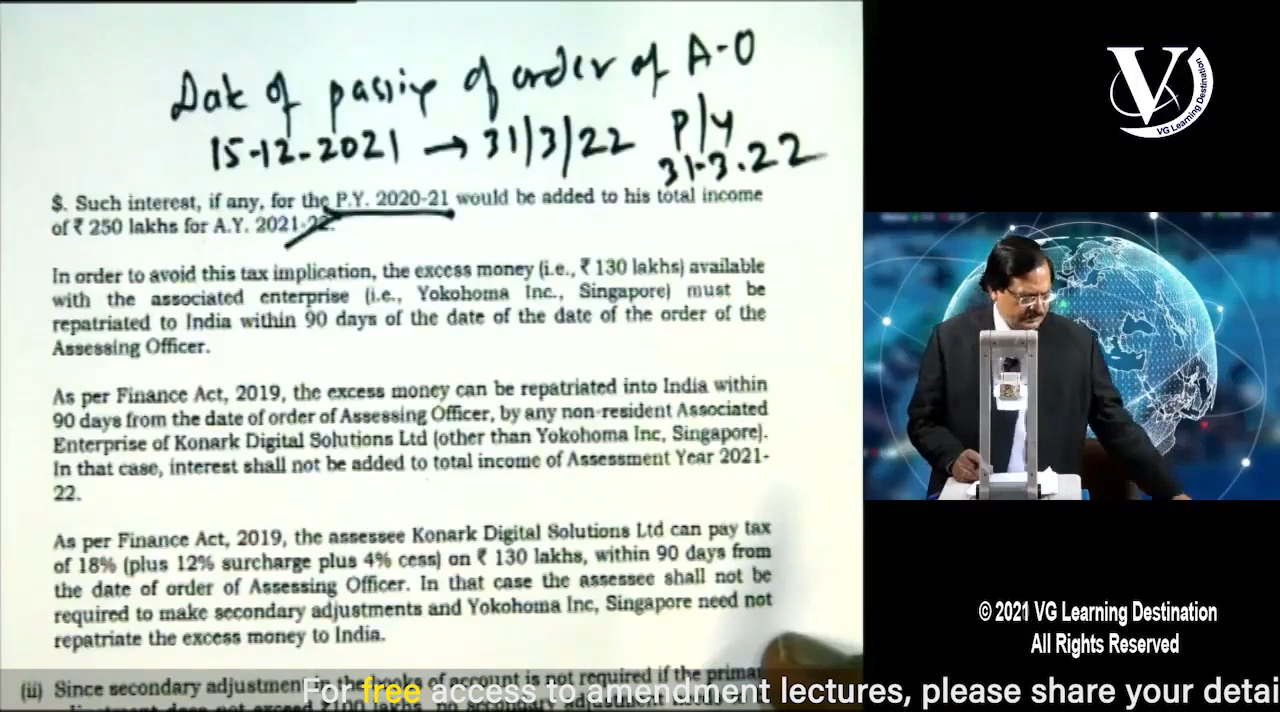 Date of passing of order of A-O
15-12-2021 → 31/3/22 P/Y
31-3.22
$. Such interest, if any, for the P.Y. 2020-21 would be added to his total income
of ₹ 250 lakhs for A.Y. 2021-22.
In order to avoid this tax implication, the excess money (i.e., ₹ 130 lakhs) available
with the associated enterprise (i.e., Yokohoma Inc., Singapore) must be
repatriated to India within 90 days of the date of the date of the order of the
Assessing Officer.
As per Finance Act, 2019, the excess money can be repatriated into India within
90 days from the date of order of Assessing Officer, by any non-resident Associated
Enterprise of Konark Digital Solutions Ltd (other than Yokohoma Inc, Singapore).
In that case, interest shall not be added to total income of Assessment Year 2021-
22.
As per Finance Act, 2019, the assessee Konark Digital Solutions Ltd can pay tax
of 18% (plus 12% surcharge plus 4% cess) on ₹ 130 lakhs, within 90 days from
the date of order of Assessing Officer. In that case the assessee shall not be
required to make secondary adjustments and Yokohoma Inc, Singapore need not
repatriate the excess money to India.
(ii) Since secondary adjustment of account is not required if the
V
VG Learning Destination
© 2021 VG Learning Destination
All Rights Reserved
For free access to amendment lectures, please share your detai